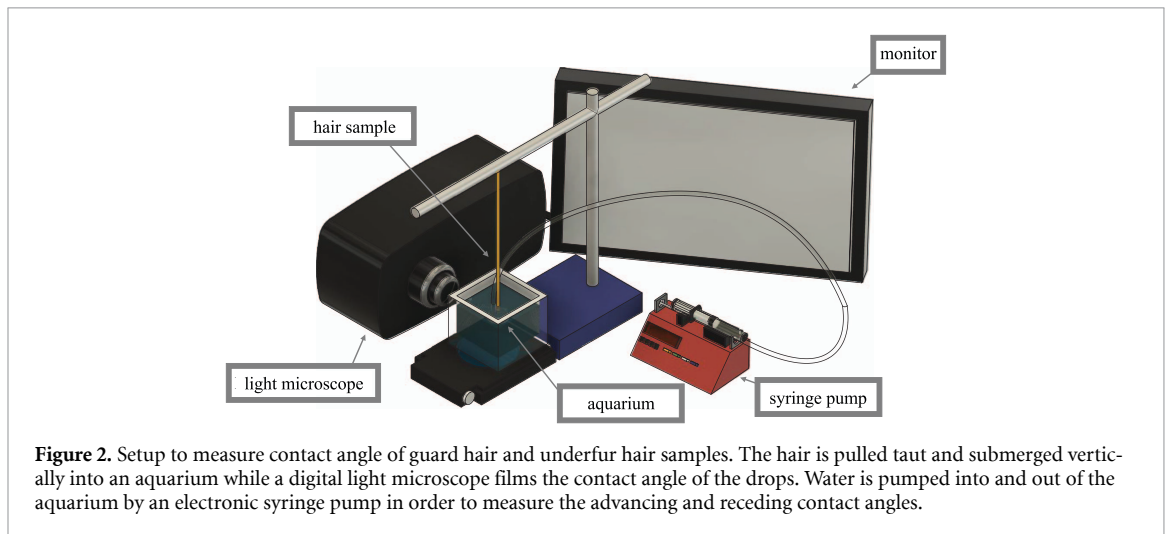 monitor
hair sample
light microscope
aquarium
syringe pump
Figure 2. Setup to measure contact angle of guard hair and underfur hair samples. The hair is pulled taut and submerged vertic-
ally into an aquarium while a digital light microscope films the contact angle of the drops. Water is pumped into and out of the
aquarium by an electronic syringe pump in order to measure the advancing and receding contact angles.